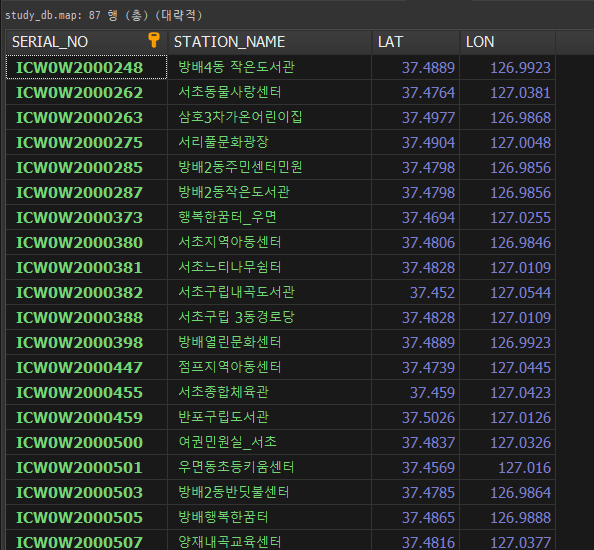 study_db.map: 87 행 (총) (대략적)
SERIAL_NO STATION_NAME LAT LON
ICW0W2000248 방배4동 작은도서관 37.4889 126.9923
ICW0W2000262 서초동물사랑센터 37.4764 127.0381
ICW0W2000263 삼호3차가온어린이집 37.4977 126.9868
ICW0W2000275 서리풀문화광장 37.4904 127.0048
ICW0W2000285 방배2동주민센터민원 37.4798 126.9856
ICW0W2000287 방배2동작은도서관 37.4798 126.9856
ICW0W2000373 행복한꿈터_우면 37.4694 127.0255
ICW0W2000380 서초지역아동센터 37.4806 126.9846
ICW0W2000381 서초느티나무쉼터 37.4828 127.0109
ICW0W2000382 서초구립내곡도서관 37.452 127.0544
ICW0W2000388 서초구립 3동경로당 37.4828 127.0109
ICW0W2000398 방배열린문화센터 37.4889 126.9923
ICW0W2000447 점프지역아동센터 37.4739 127.0445
ICW0W2000455 서초종합체육관 37.459 127.0423
ICW0W2000459 반포구립도서관 37.5026 127.0126
ICW0W2000500 여권민원실_서초 37.4837 127.0326
ICW0W2000501 우면동초등키움센터 37.4569 127.016
ICW0W2000503 방배2동반딧불센터 37.4785 126.9864
ICW0W2000505 방배행복한꿈터 37.4865 126.9888
ICW0W2000507 양재내곡교육센터 37.4816 127.0377